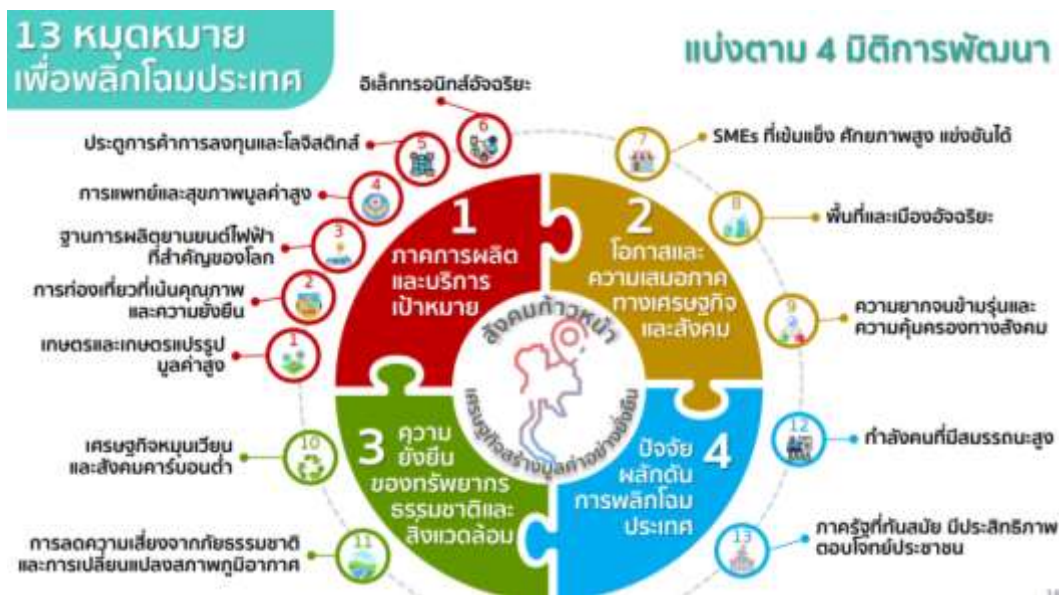 13 หมุดหมาย
เพื่อพลิกโฉมประเทศ
แบ่งตาม 4 มิติการพัฒนา
6
อิเล็กทรอนิกส์อัจฉริยะ
5
ประตูการค้าการลงทุนและโลจิสติกส์
4
การแพทย์และสุขภาพมูลค่าสูง
3
ฐานการผลิตยานยนต์ไฟฟ้า
ที่สำคัญของโลก
2
การท่องเที่ยวที่เน้นคุณภาพ
และความยั่งยืน
1
เกษตรและเกษตรแปรรูป
มูลค่าสูง
1
ภาคการผลิต
และบริการ
เป้าหมาย
2
โอกาสและ
ความเสมอภาค
ทางเศรษฐกิจ
และสังคม
7
SMEs ที่เข้มแข็ง ศักยภาพสูง แข่งขันได้
8
พื้นที่และเมืองอัจฉริยะ
9
ความยากจนข้ามรุ่นและ
ความคุ้มครองทางสังคม
สังคมก้าวหน้า
เศรษฐกิจสร้างมูลค่าอย่างยั่งยืน
10
เศรษฐกิจหมุนเวียน
และสังคมคาร์บอนต่ำ
11
การลดความเสี่ยงจากภัยธรรมชาติ
และการเปลี่ยนแปลงสภาพภูมิอากาศ
3
ความ
ยั่งยืน
ของทรัพยากร
ธรรมชาติและ
สิ่งแวดล้อม
4
ปัจจัย
ผลักดัน
การพลิกโฉม
ประเทศ
12
กำลังคนที่มีสมรรถนะสูง
13
ภาครัฐที่ทันสมัย มีประสิทธิภาพ
ตอบโจทย์ประชาชน